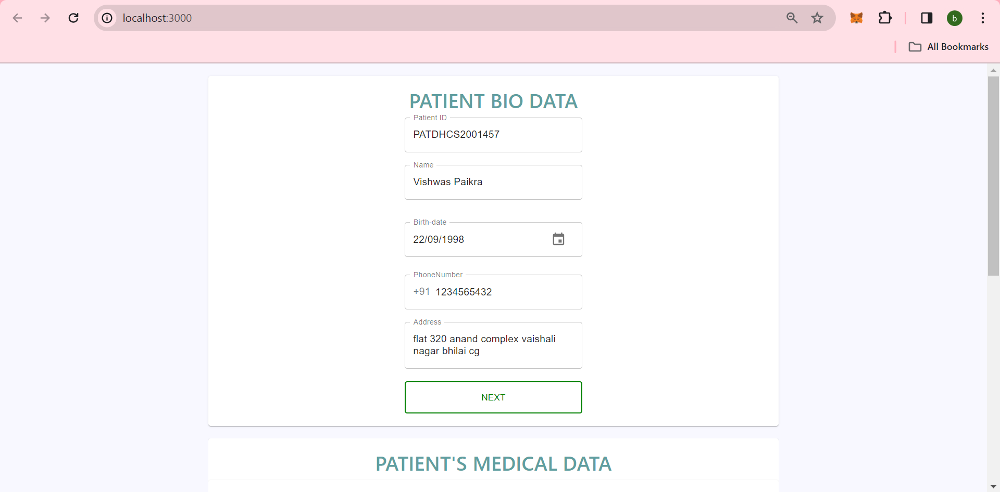 localhost:3000
b
All Bookmarks
PATIENT BIO DATA
Patient ID
PATDHCS2001457
Name
Vishwas Paikra
Birth-date
22/09/1998
PhoneNumber
+91 1234565432
Address
flat 320 anand complex vaishali
nagar bhilai cg
NEXT
PATIENT'S MEDICAL DATA